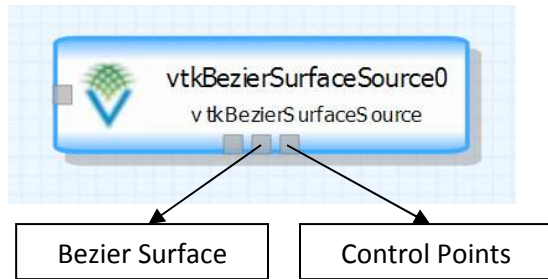 vtkBezierSurfaceSource0
vtkBezierSurfaceSource
Bezier Surface
Control Points